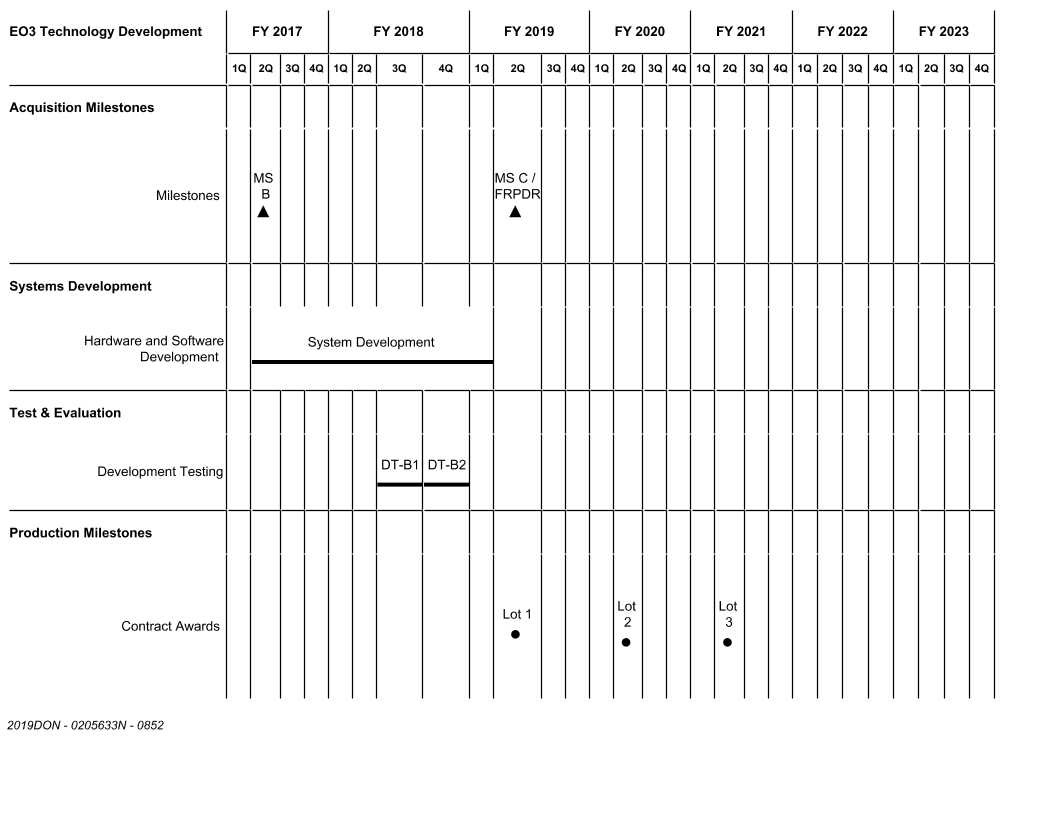 EO3 Technology Development FY 2017 FY 2018 FY 2019 FY 2020 FY 2021 FY 2022 FY 2023
1Q 2Q 3Q 4Q 1Q 2Q 3Q 4Q 1Q 2Q 3Q 4Q 1Q 2Q 3Q 4Q 1Q 2Q 3Q 4Q 1Q 2Q 3Q 4Q 1Q 2Q 3Q 4Q
Acquisition Milestones
Milestones
MS
B
MS C /
FRPDR
Systems Development
Hardware and Software
Development
System Development
Test & Evaluation
Development Testing
DT-B1 DT-B2
Production Milestones
Contract Awards
Lot 1
Lot
2
Lot
3
2019DON - 0205633N - 0852